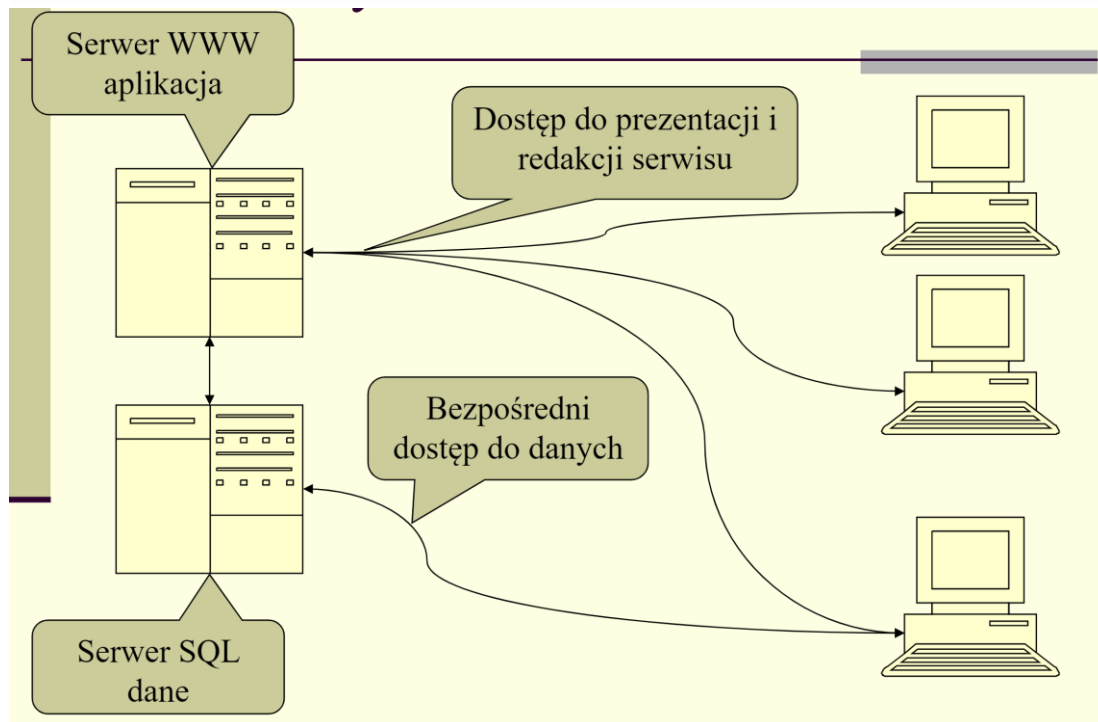 Serwer WWW
aplikacja
Dostęp do prezentacji i
redakcji serwisu
Bezpośredni
dostęp do danych
Serwer SQL
dane